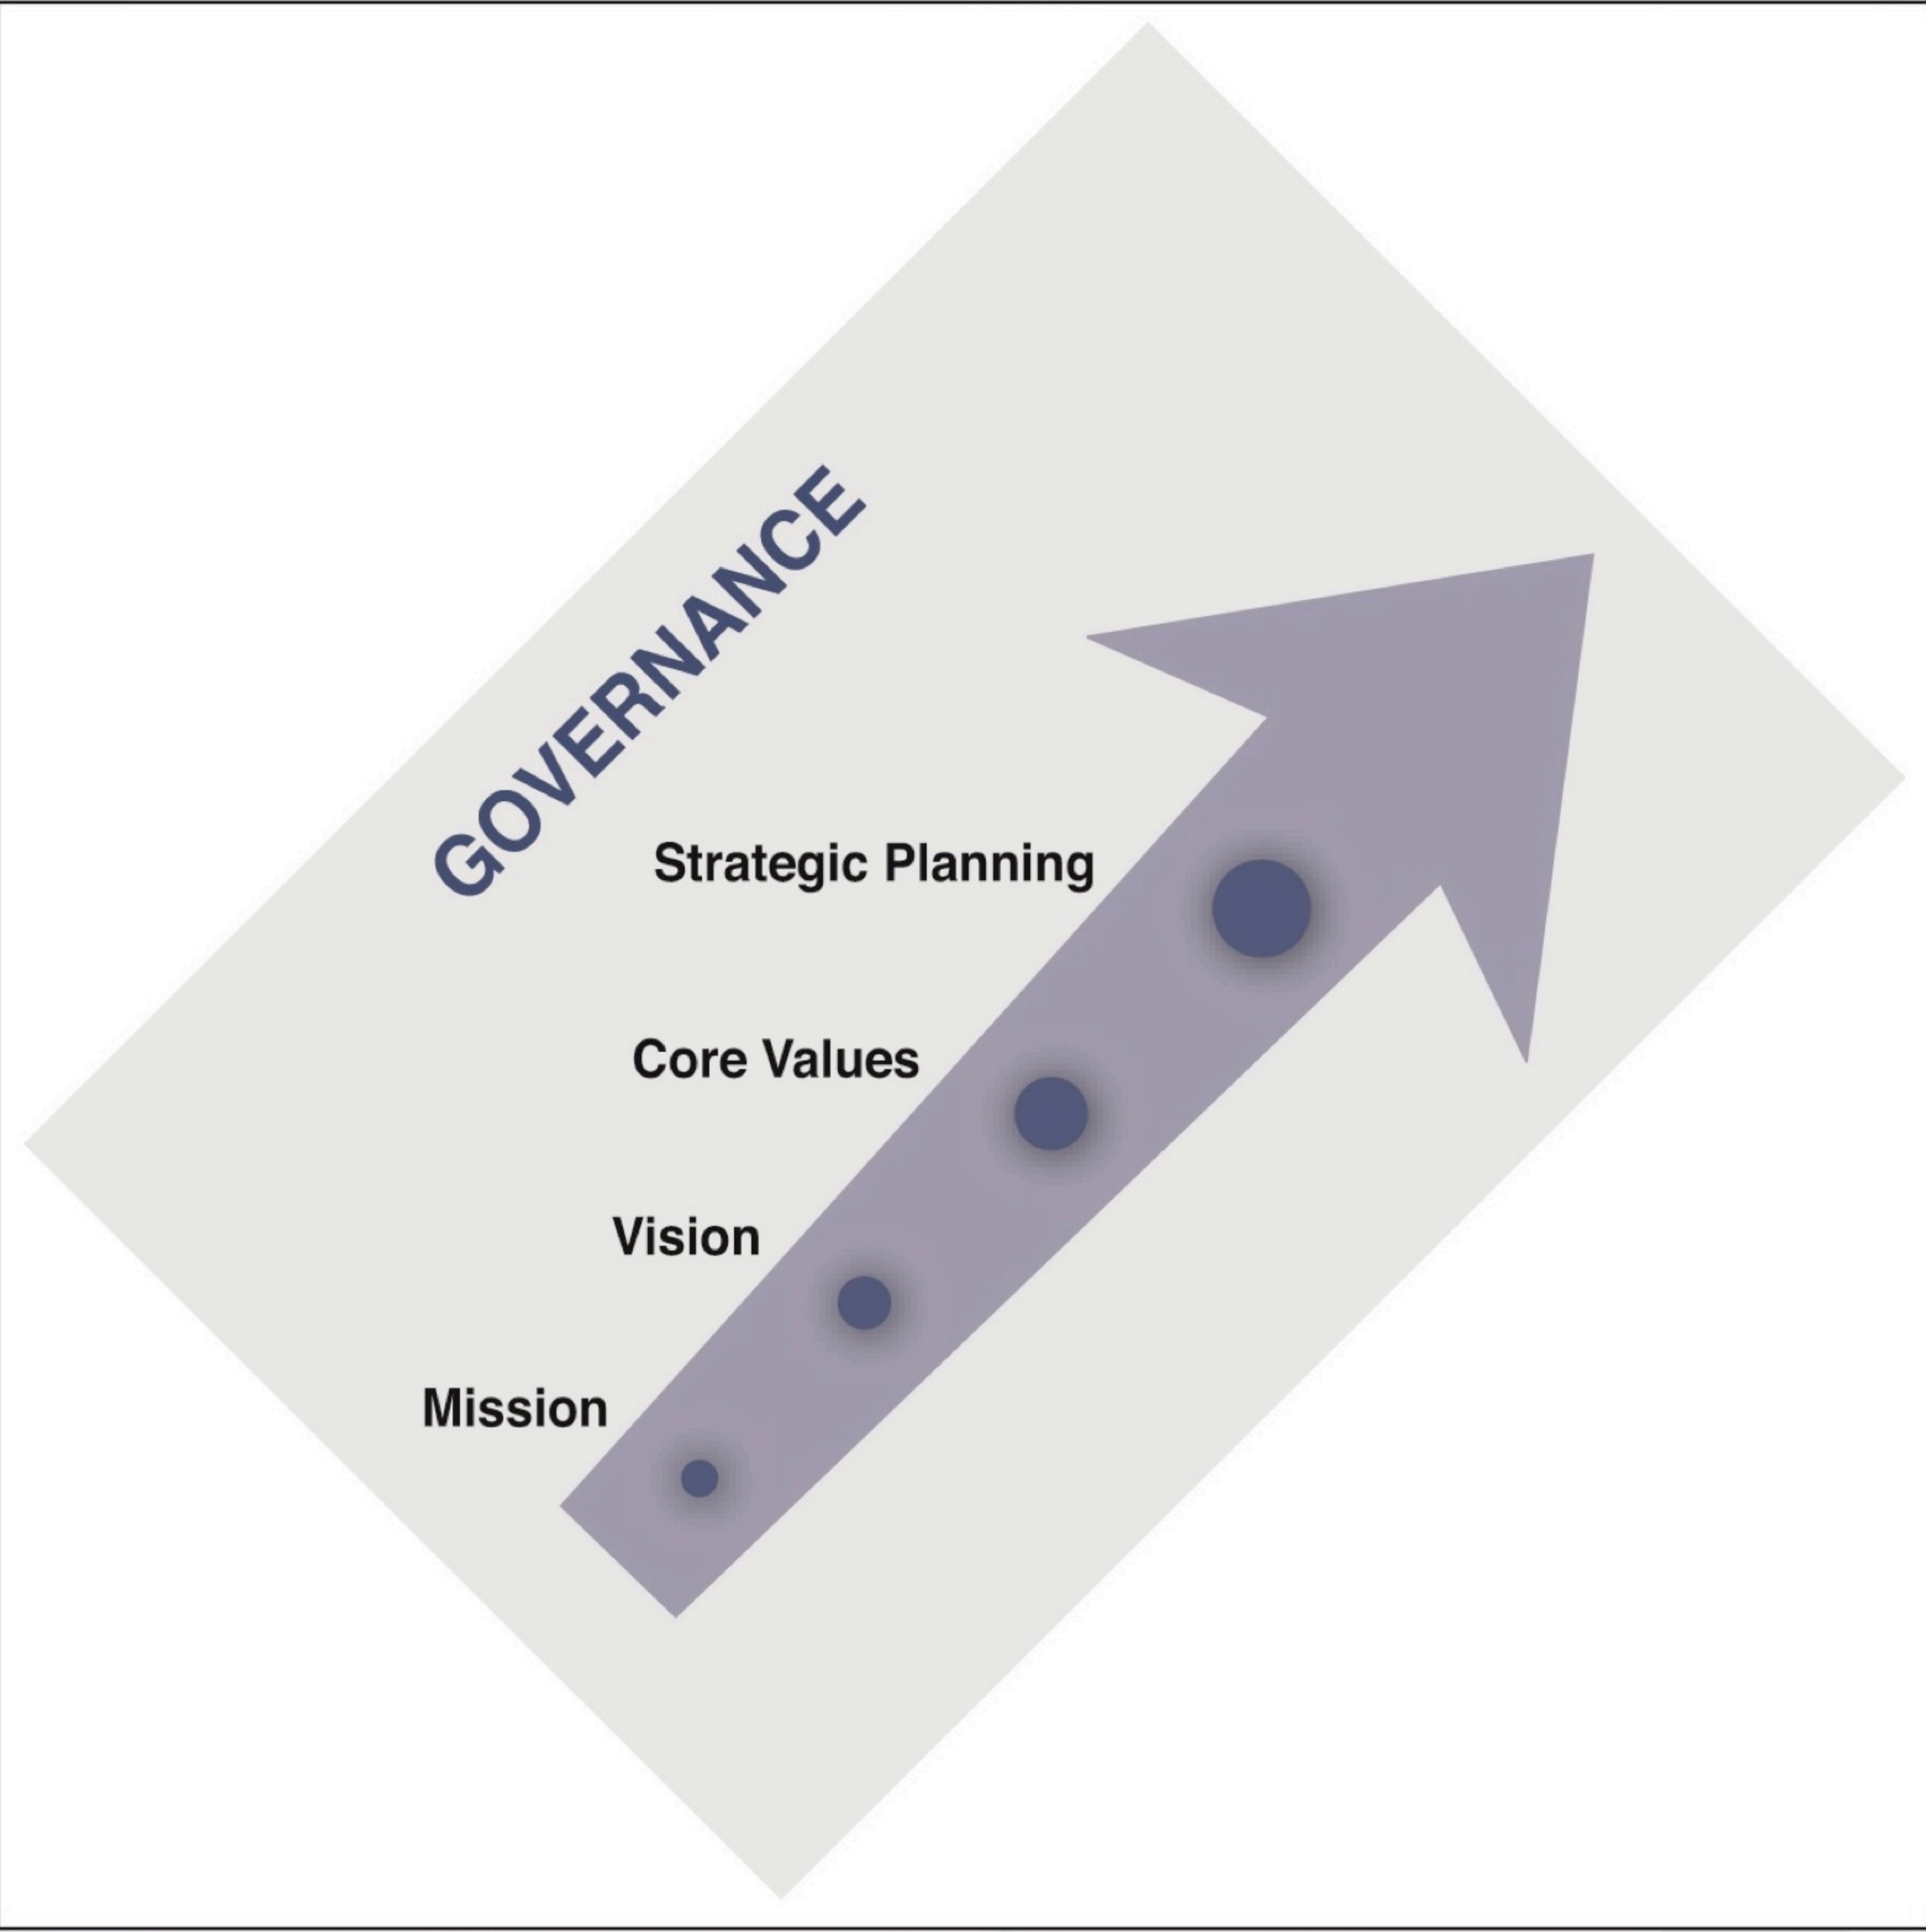 GOVERNANCE
Strategic Planning
Core Values
Vision
Mission